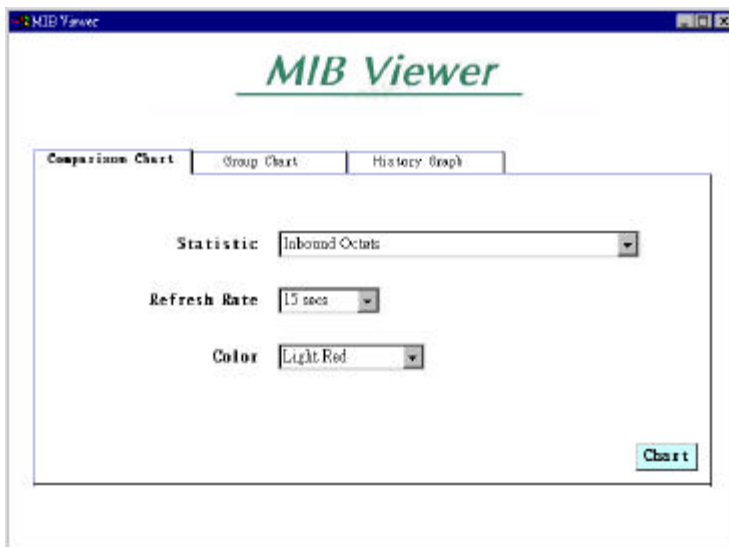 MIB Viewer
MIB Viewer
Comparison Chart
Group Chart
History Graph
Statistic
Inbound Octets
Refresh Rate
15 secs
Color
Light Red
Chart